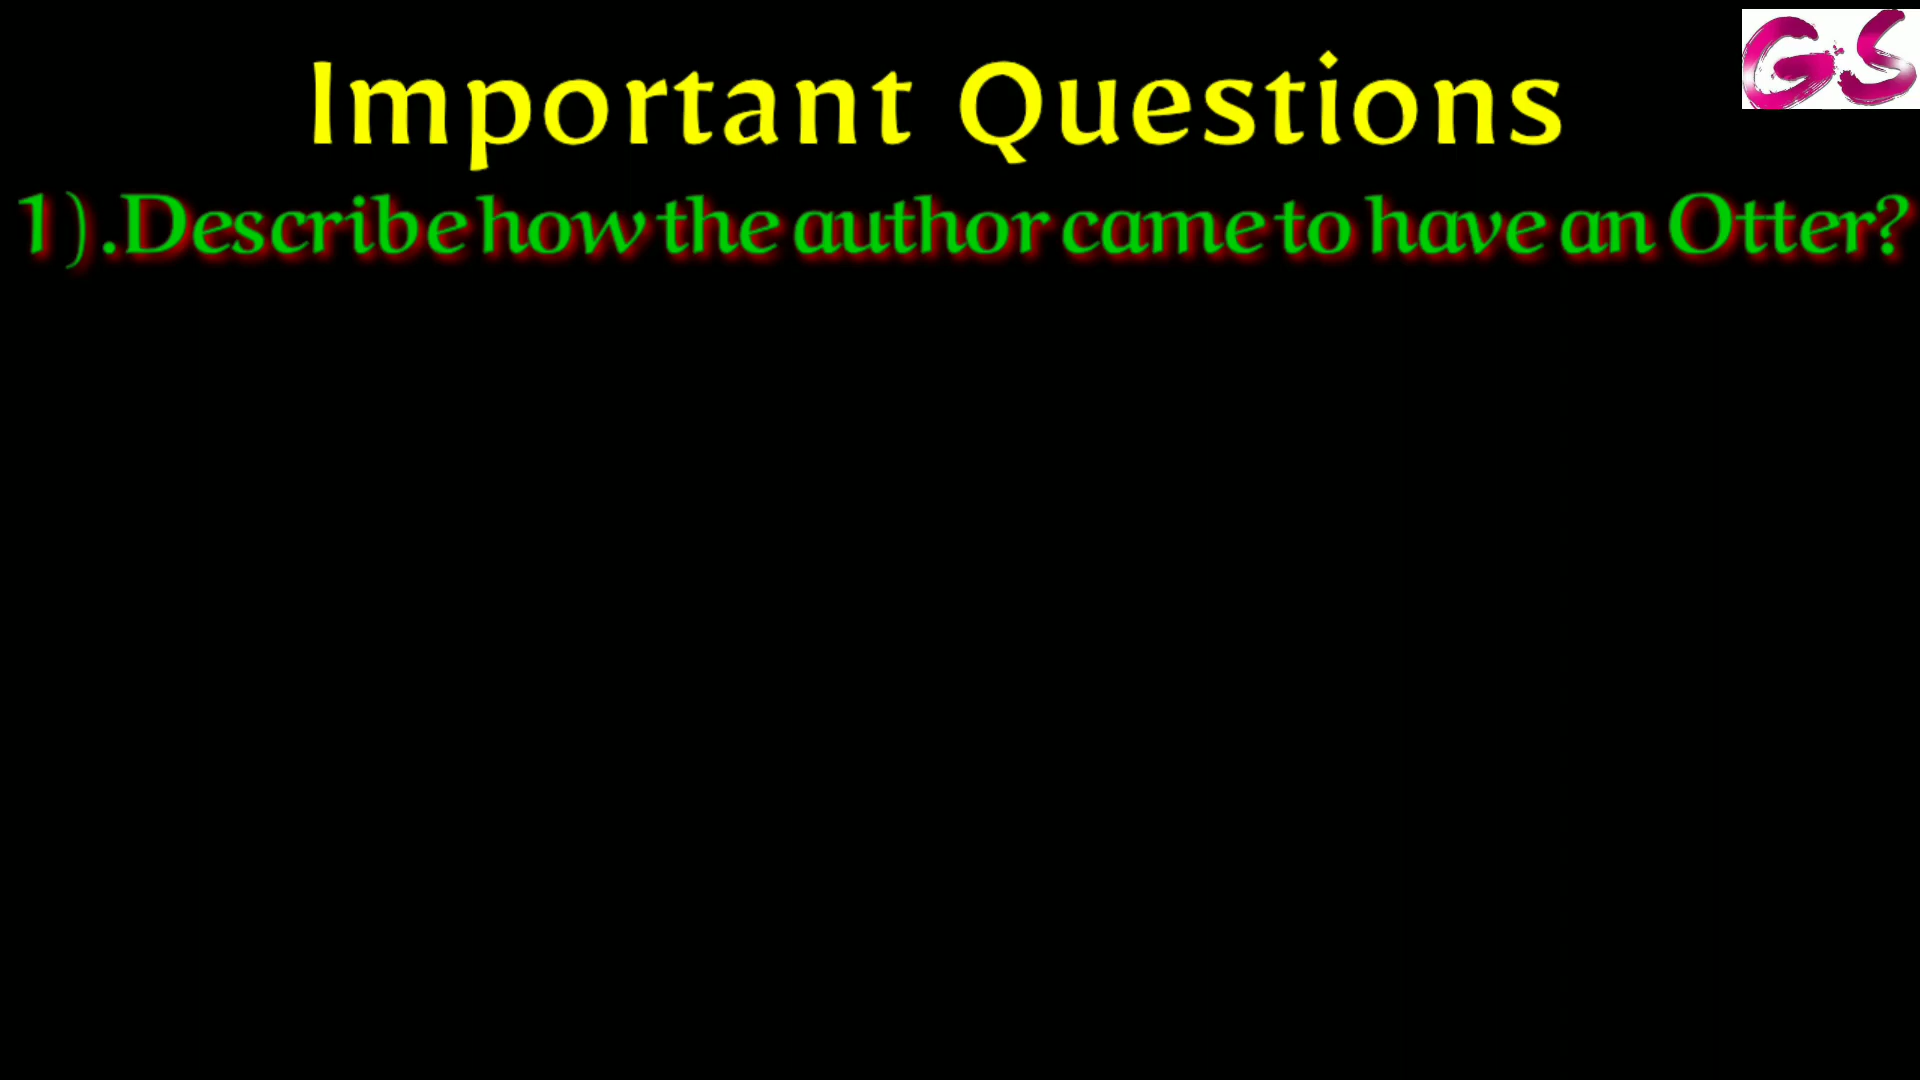 GS
Important Questions
1).Describe how the author came to have an Otter?